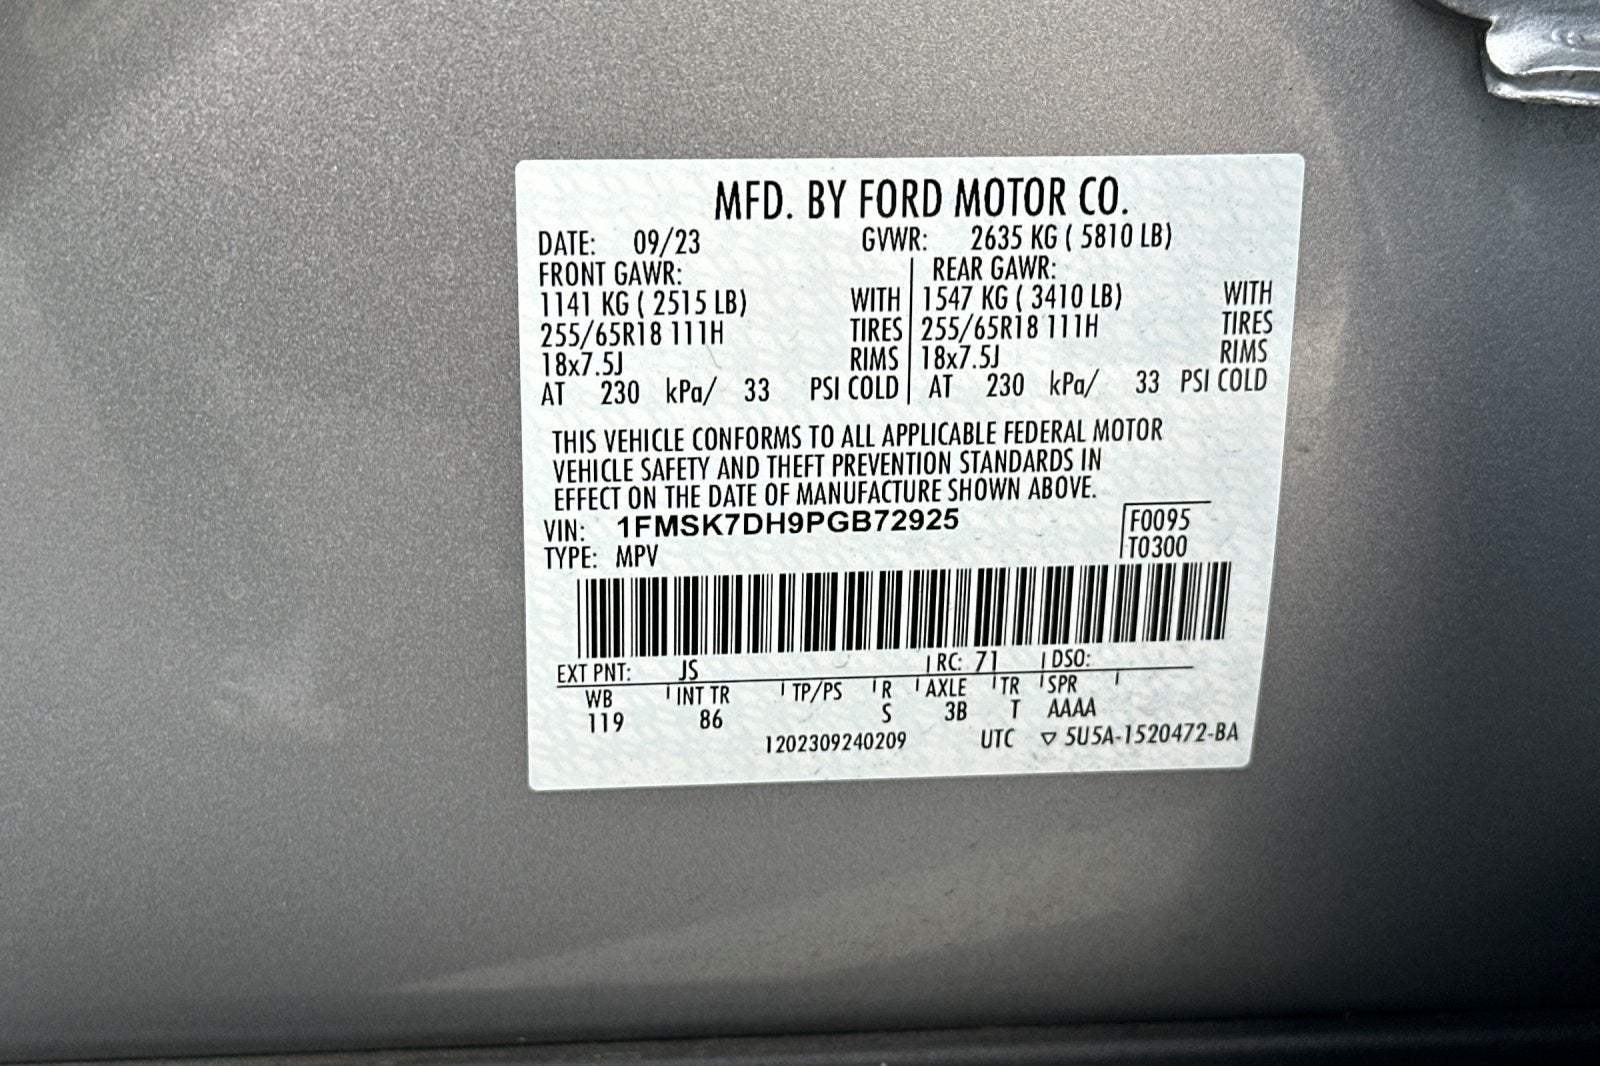 MFD. BY FORD MOTOR CO.
DATE: 09/23 GVWR: 2635 KG ( 5810 LB)
FRONT GAWR: REAR GAWR:
1141 KG ( 2515 LB) WITH 1547 KG ( 3410 LB) WITH
255/65R18 111H TIRES 255/65R18 111H TIRES
18x7.5J RIMS 18x7.5J RIMS
AT 230 kPa/ 33 PSI COLD AT 230 kPa/ 33 PSI COLD
THIS VEHICLE CONFORMS TO ALL APPLICABLE FEDERAL MOTOR
VEHICLE SAFETY AND THEFT PREVENTION STANDARDS IN
EFFECT ON THE DATE OF MANUFACTURE SHOWN ABOVE.
VIN: 1FMSK7DH9PGB72925 F0095
TYPE: MPV T0300
EXT PNT: JS RC: 71 DSO:
WB INT TR TP/PS R AXLE TR SPR
119 86 S 3B T AAAA
1202309240209 UTC ▽ 5U5A-1520472-BA